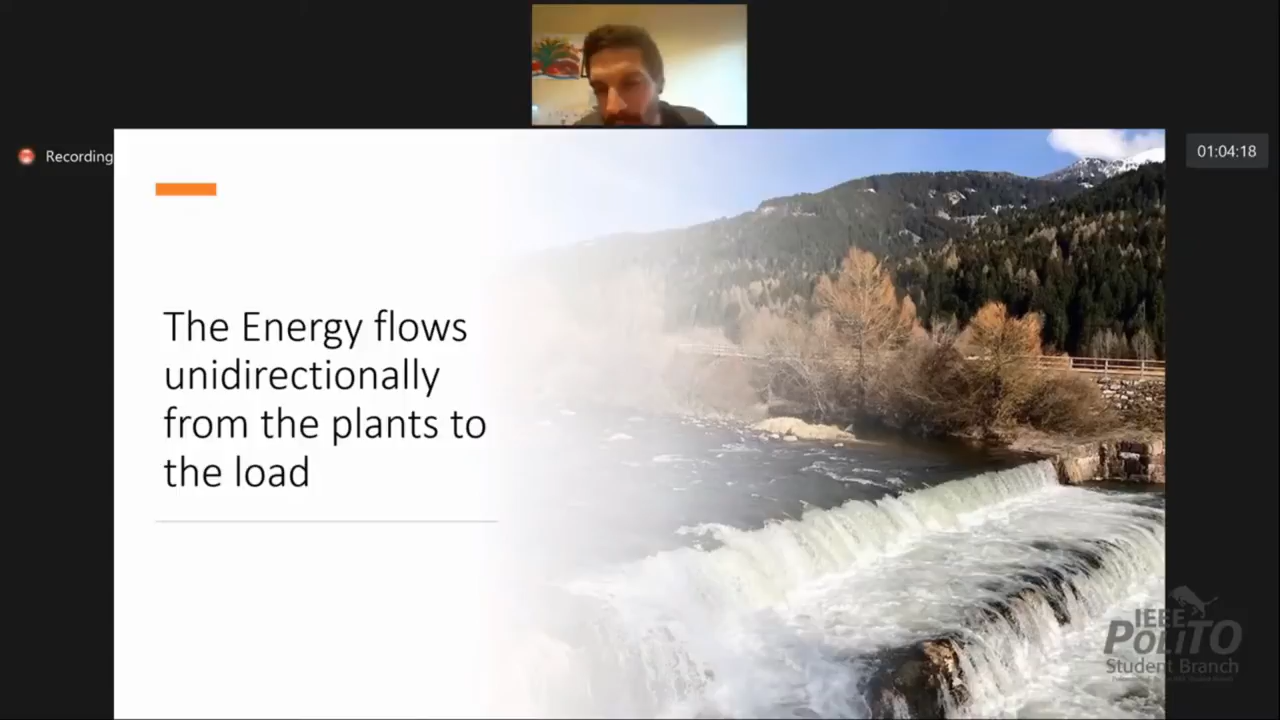 Recording
01:04:18
The Energy flows
unidirectionally
from the plants to
the load
IEEE
POLITO
Student Branch